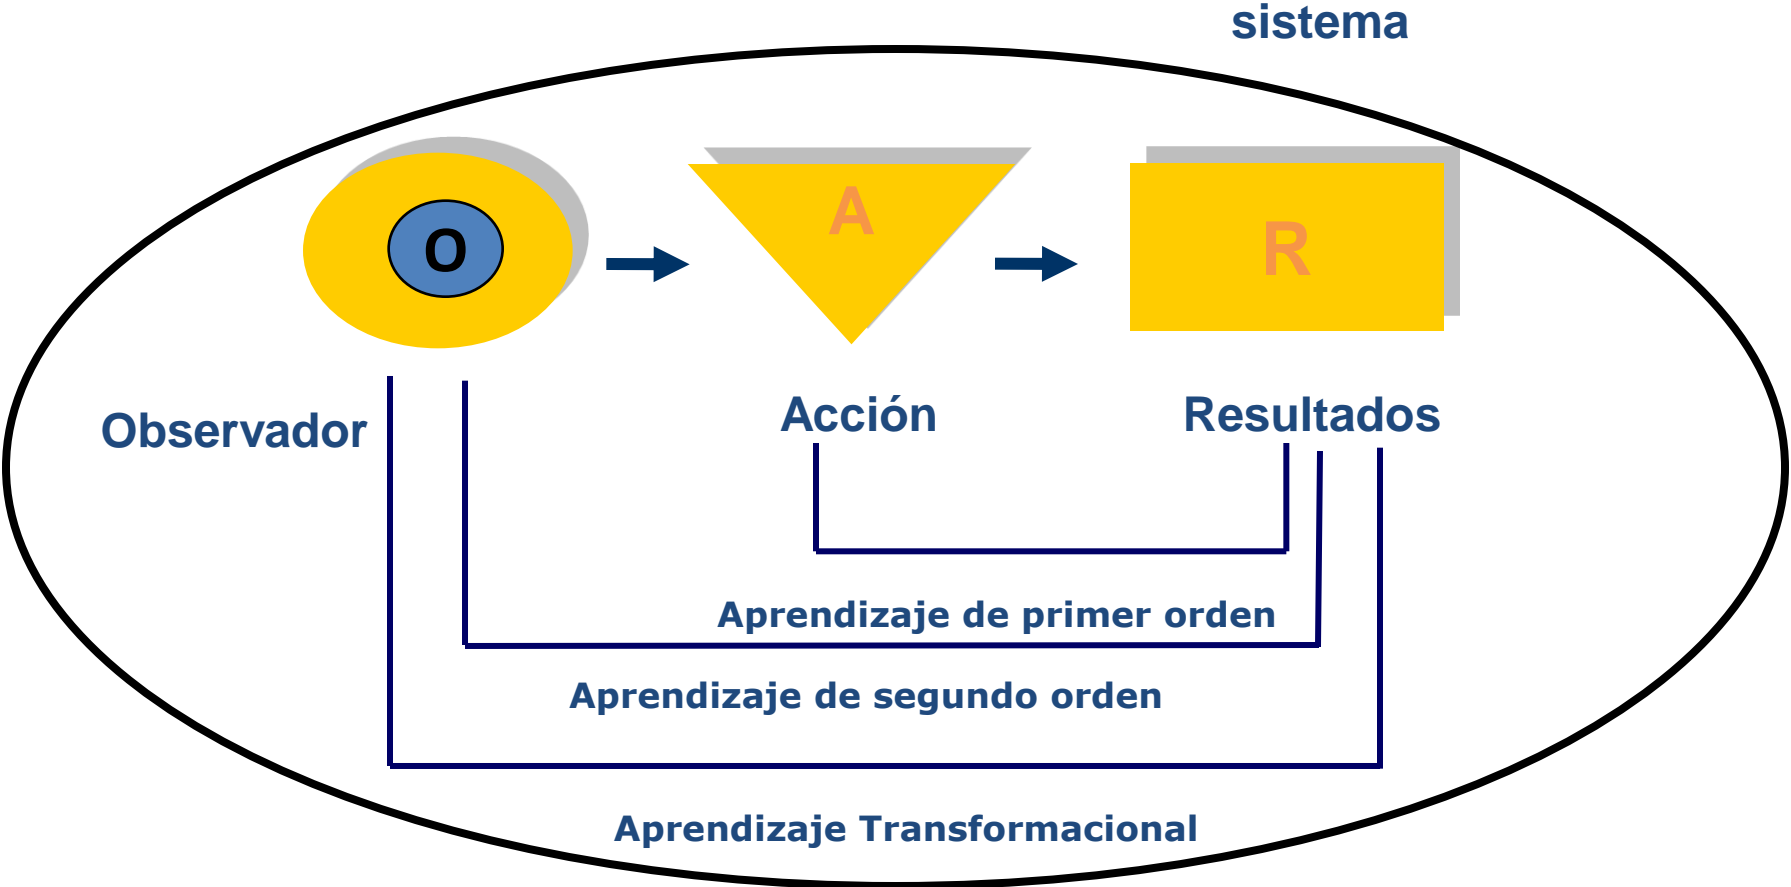 sistema
O
A
R
Observador
Acción
Resultados
Aprendizaje de primer orden
Aprendizaje de segundo orden
Aprendizaje Transformacional